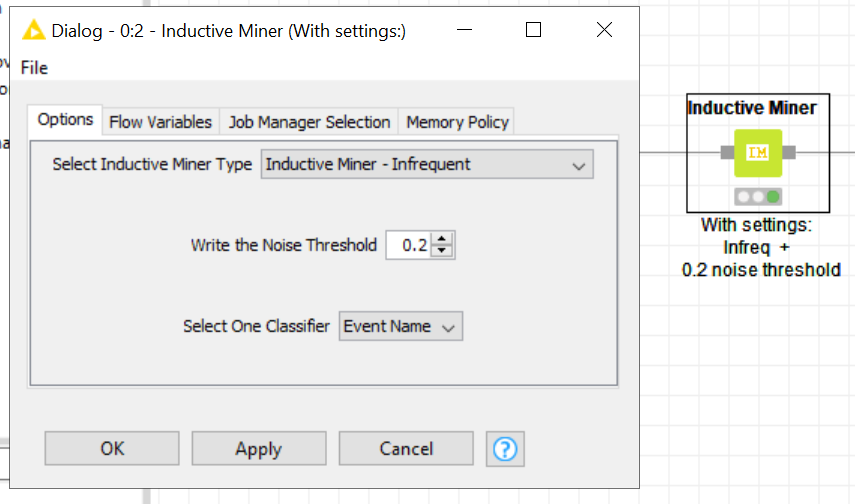 Dialog - 0:2 - Inductive Miner (With settings:)
File
Options Flow Variables Job Manager Selection Memory Policy
Select Inductive Miner Type Inductive Miner - Infrequent
Write the Noise Threshold 0.2
Select One Classifier Event Name
OK Apply Cancel ?
Inductive Miner
IM
With settings:
Infreq +
0.2 noise threshold